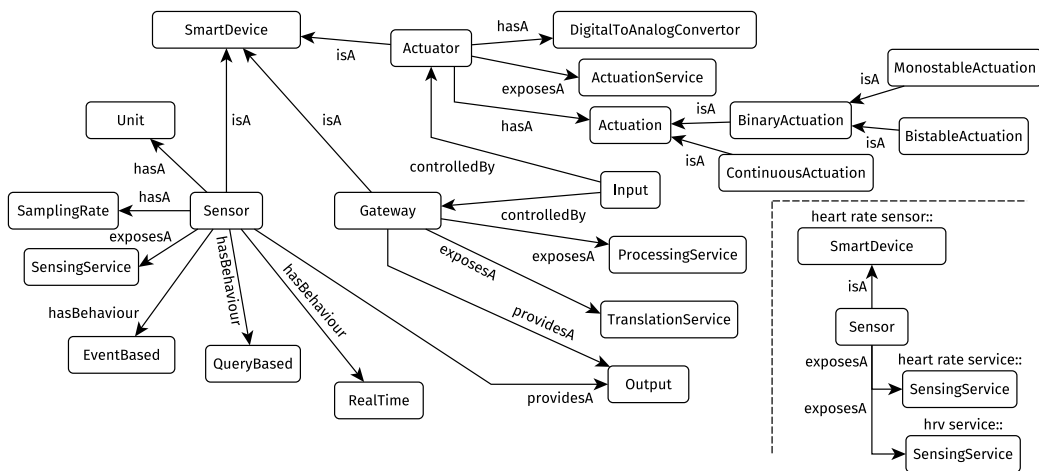 SmartDevice
Actuator
hasA
DigitalToAnalogConvertor
isA
exposesA
ActuationService
MonostableActuation
isA
Unit
isA
isA
hasA
Actuation
isA
BinaryActuation
isA
BistableActuation
hasA
controlledBy
isA
ContinuousActuation
SamplingRate
hasA
Sensor
Gateway
Input
controlledBy
heart rate sensor::
SmartDevice
exposesA
SensingService
hasBehaviour
hasBehaviour
exposesA
exposesA
ProcessingService
isA
hasBehaviour
providesA
TranslationService
Sensor
EventBased
QueryBased
exposesA
heart rate service::
RealTime
providesA
Output
SensingService
exposesA
hrv service::
SensingService